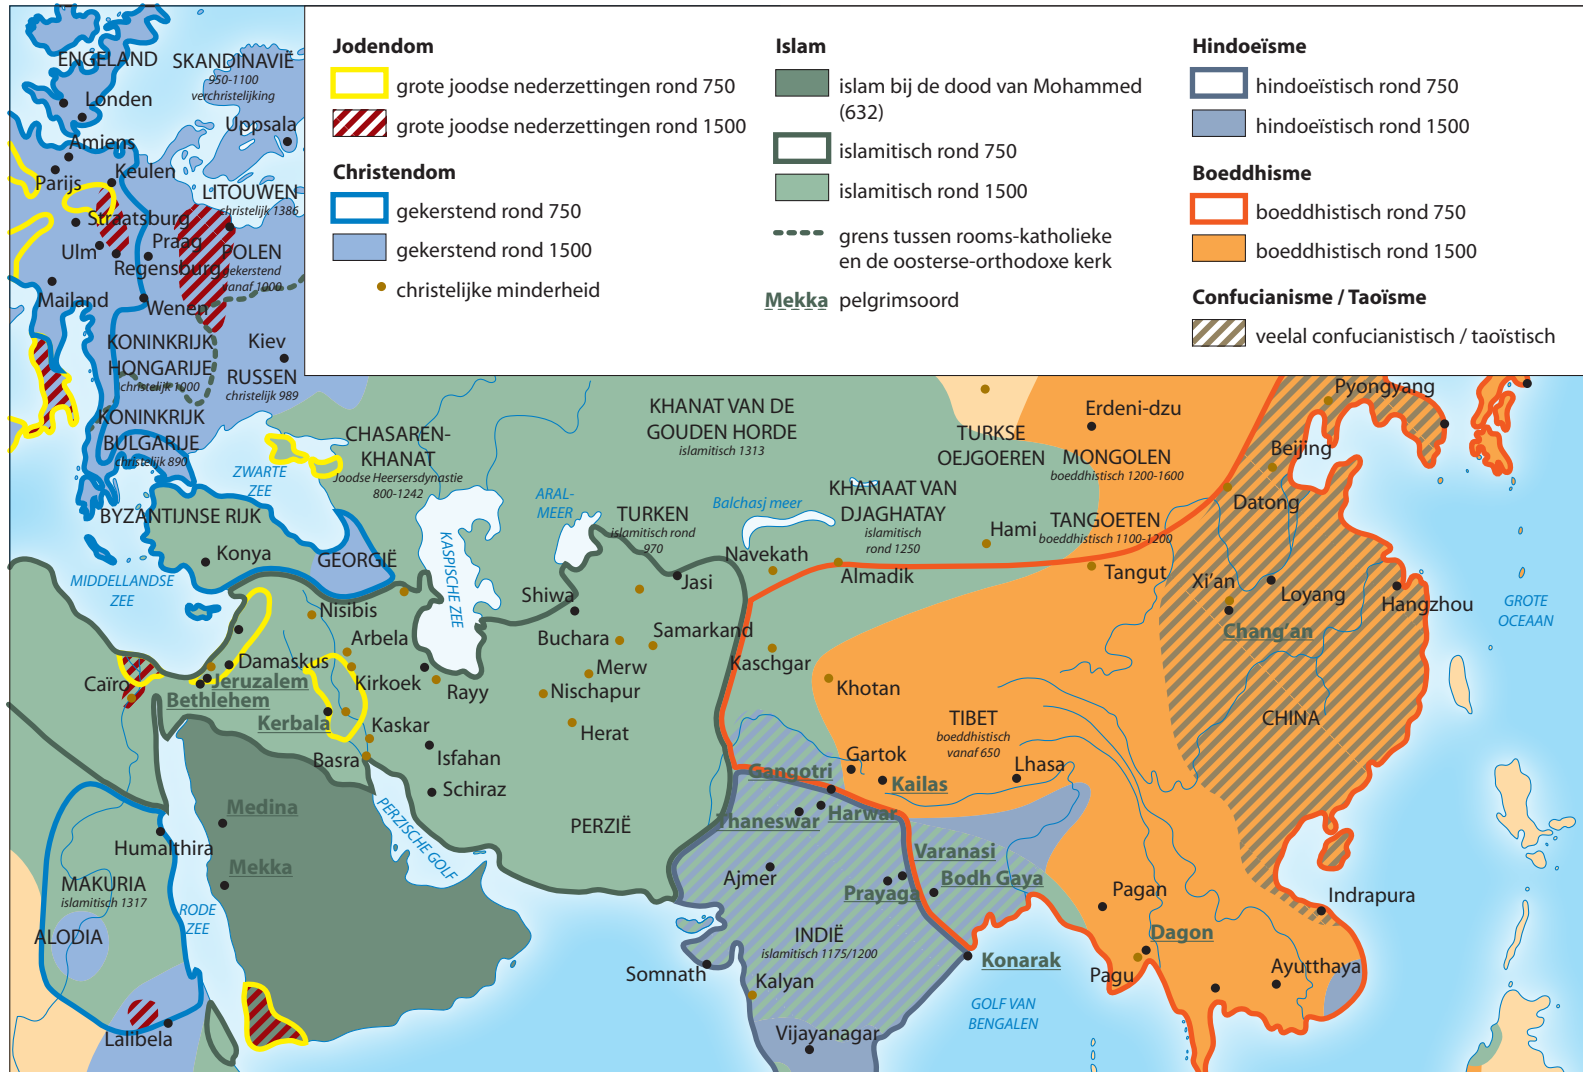 Jodendom
grote joodse nederzettingen rond 750
grote joodse nederzettingen rond 1500
Christendom
gekerstend rond 750
gekerstend rond 1500
christelijke minderheid
Islam
islam bij de dood van Mohammed
(632)
islamitisch rond 750
islamitisch rond 1500
grens tussen rooms-katholieke
en de oosterse-orthodoxe kerk
Mekka pelgrimsoord
Hindoeïsme
hindoeïstisch rond 750
hindoeïstisch rond 1500
Boeddhisme
boeddhistisch rond 750
boeddhistisch rond 1500
Confucianisme / Taoïsme
veelal confucianistisch / taoïstisch
ENGELAND
SKANDINAVIË
950-1100
verchristelijking
Londen
Uppsala
Amiens
Parijs
Keulen
LITOUWEN
christelijk 1386
Straatsburg
Ulm
Praag
POLEN
gekerstend
vanaf 1000
Regensburg
Mailand
Wenen
KONINKRIJK
HONGARIJE
christelijk 1000
Kiev
RUSSEN
christelijk 989
KONINKRIJK
BULGARIJE
christelijk 890
ZWARTE
ZEE
CHASAREN-
KHANAT
Joodse Heersersdynastie
800-1242
KHANAT VAN DE
GOUDEN HORDE
islamitisch 1313
TURKSE
OEJGOEREN
Erdeni-dzu
MONGOLEN
boeddhistisch 1200-1600
Pyongyang
Beijing
Datong
BYZANTIJNSE RIJK
Konya
GEORGIË
KASPISCHE ZEE
ARAL-
MEER
TURKEN
islamitisch rond
970
Balchasj meer
KHANAAT VAN
DJAGHATAY
islamitisch
rond 1250
Hami
TANGOETEN
boeddhistisch 1100-1200
MIDDELLANDSE
ZEE
Navekath
Almadik
Tangut
Jasi
Shiwa
Nisibis
Arbela
Buchara
Samarkand
Merw
Kaschgar
Khotan
Xi'an
Loyang
Hangzhou
Chang'an
GROTE
OCEAAN
Damaskus
Caïro
Jeruzalem
Bethlehem
Kirkoek
Rayy
Nischapur
Kerbala
Kaskar
Herat
Basra
Isfahan
Schiraz
TIBET
boeddhistisch
vanaf 650
CHINA
Gartok
Lhasa
Gangotri
Kailas
Medina
PERZISCHE GOLF
PERZIË
Thaneswar
Harwar
Humalthira
Mekka
Varanasi
Bodh Gaya
Ajmer
Prayaga
MAKURIA
islamitisch 1317
RODE
ZEE
ALODIA
Pagan
Indrapura
INDIË
islamitisch 1175/1200
Dagon
Konarak
Somnath
Kalyan
Pagu
Ayutthaya
GOLF VAN
BENGALEN
Lalibela
Vijayanagar